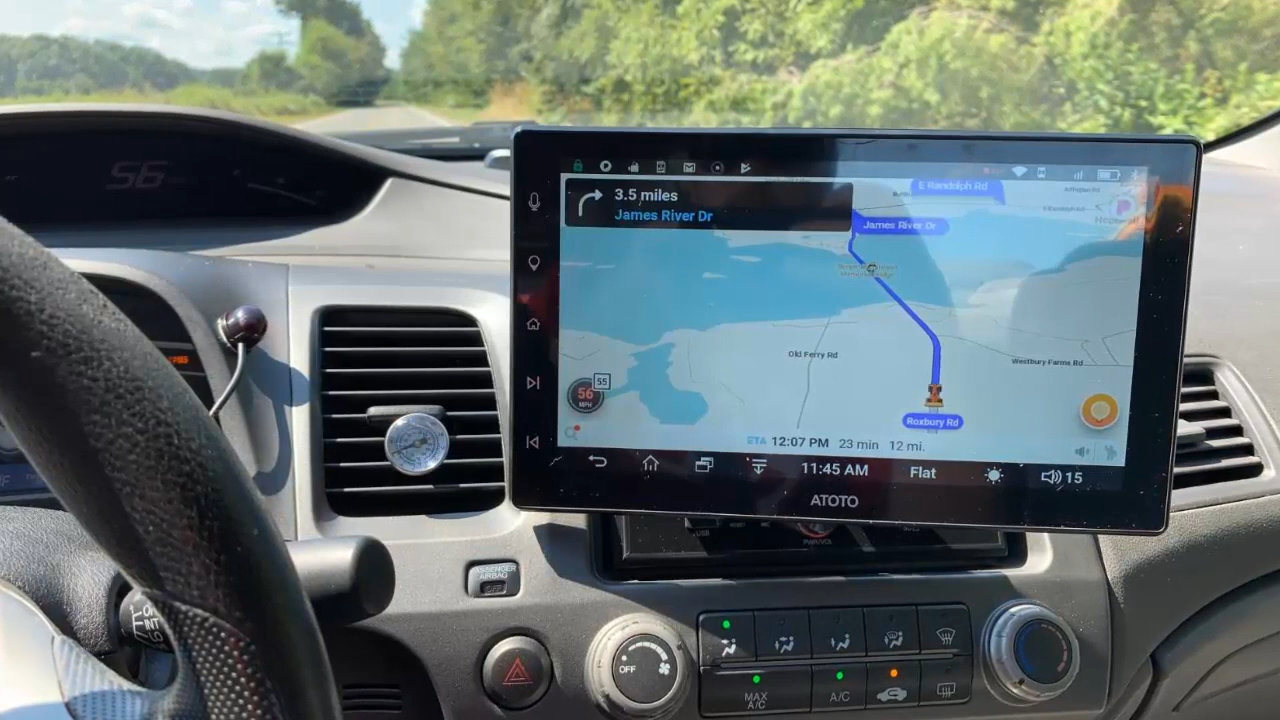 56
3.5 miles
James River Dr
E Randolph Rd
James River Dr
Old Ferry Rd
Westbury Farms Rd
55
56
MPH
Roxbury Rd
ETA 12:07 PM 23 min 12 mi.
11:45 AM Flat 15
ATOTO
PASSENGER
AIRBAG
OFF
MAX
A/C
A/C